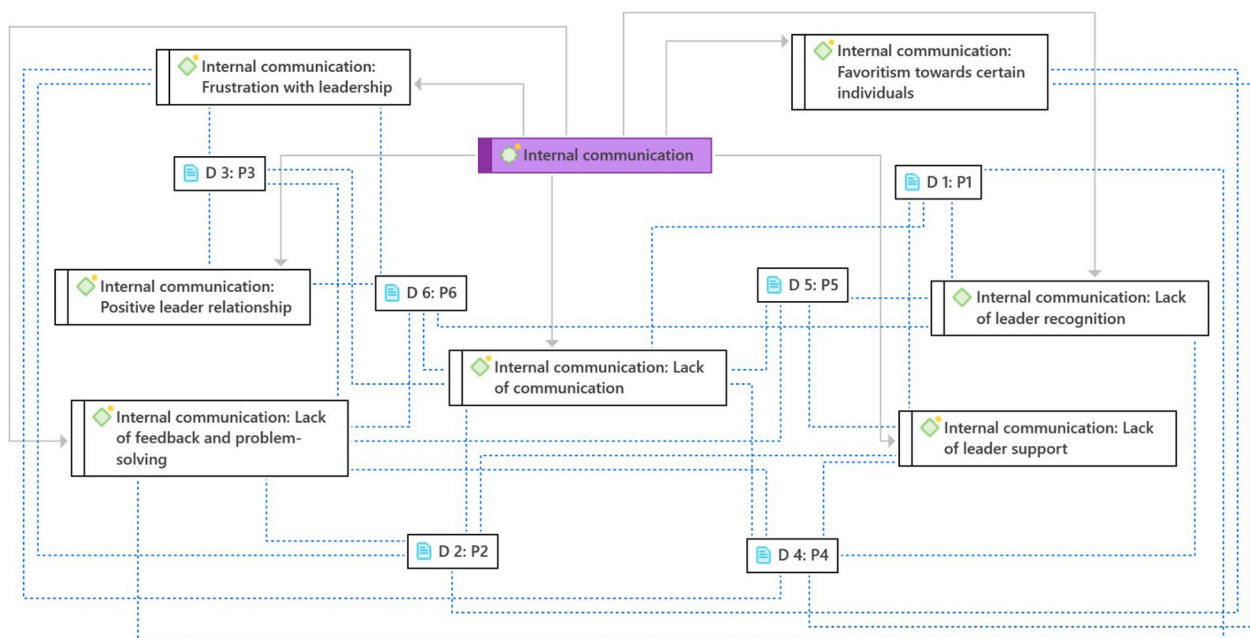 Internal communication:
Frustration with leadership
Internal communication:
Favoritism towards certain
individuals
Internal communication
D 3: P3
D 1: P1
Internal communication:
Positive leader relationship
D 6: P6
D 5: P5
Internal communication: Lack
of leader recognition
Internal communication: Lack
of communication
Internal communication: Lack
of feedback and problem-
solving
Internal communication: Lack
of leader support
D 2: P2
D 4: P4